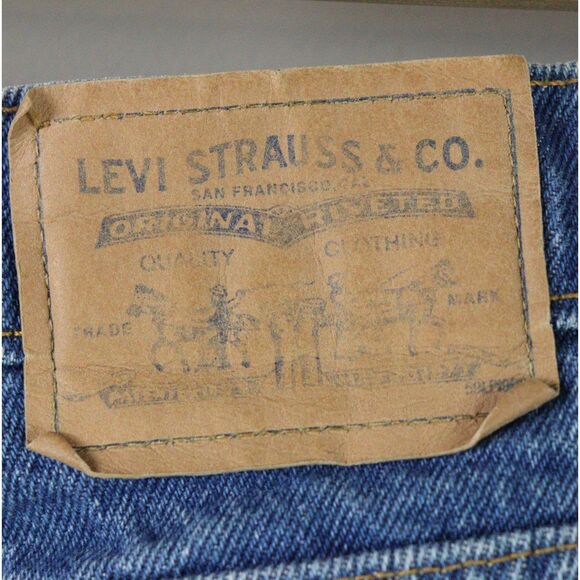 LEVI STRAUSS & CO.
SAN FRANCISCO, CAL
ORIGINAL RIVETED
QUALITY CLOTHING
TRADE MARK